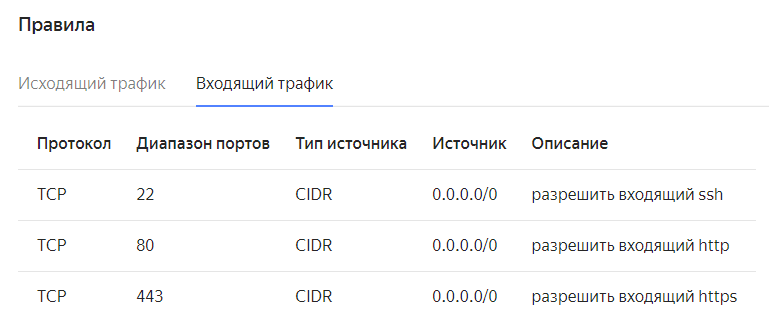 Правила
Исходящий трафик Входящий трафик
Протокол Диапазон портов Тип источника Источник Описание
TCP 22 CIDR 0.0.0.0/0 разрешить входящий ssh
TCP 80 CIDR 0.0.0.0/0 разрешить входящий http
TCP 443 CIDR 0.0.0.0/0 разрешить входящий https